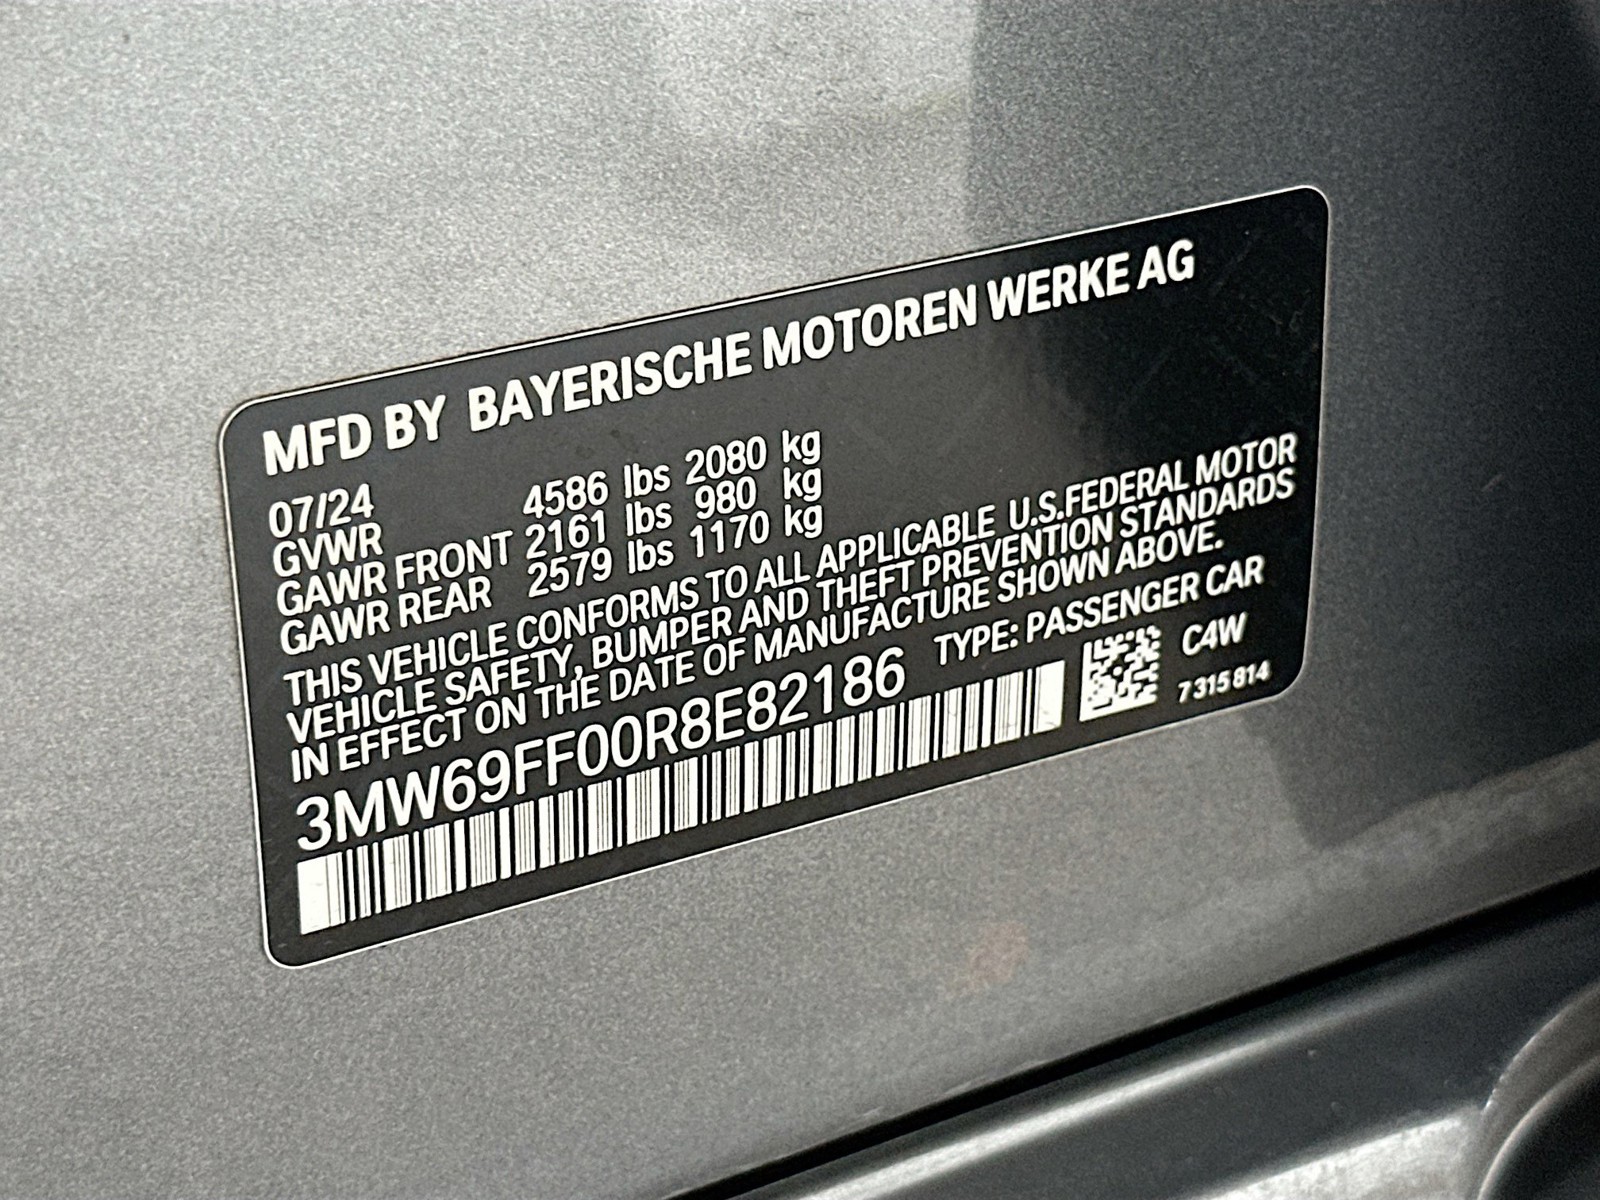 MFD BY BAYERISCHE MOTOREN WERKE AG
07/24
GVWR 4586 lbs 2080 kg
GAWR FRONT 2161 lbs 980 kg
GAWR REAR 2579 lbs 1170 kg
THIS VEHICLE CONFORMS TO ALL APPLICABLE U.S.FEDERAL MOTOR
VEHICLE SAFETY, BUMPER AND THEFT PREVENTION STANDARDS
IN EFFECT ON THE DATE OF MANUFACTURE SHOWN ABOVE.
3MW69FF00R8E82186 TYPE: PASSENGER CAR
C4W
7 315 814